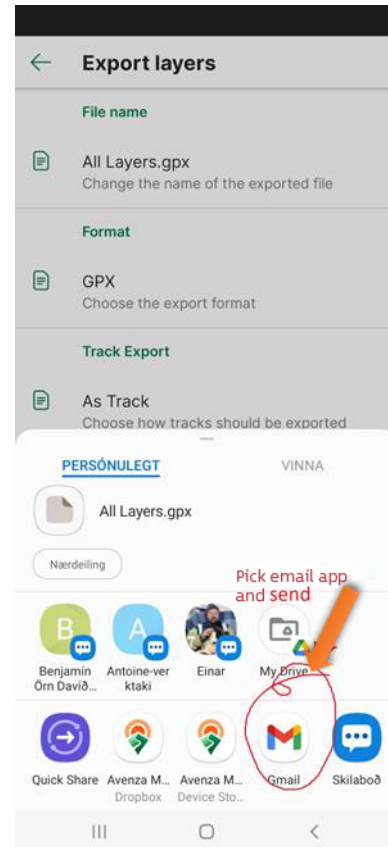 Export layers
File name
All Layers.gpx
Change the name of the exported file
Format
GPX
Choose the export format
Track Export
As Track
Choose how tracks should be exported
PERSÓNULEGT
VINNA
All Layers.gpx
Nærdeiling
Pick email app
and send
B
A
Benjamín
Örn Davíð...
Antoine-ver
ktaki
Einar
My Drive
Quick Share
Avenza M...
Dropbox
Avenza M...
Device Sto...
Gmail
Skilaboð